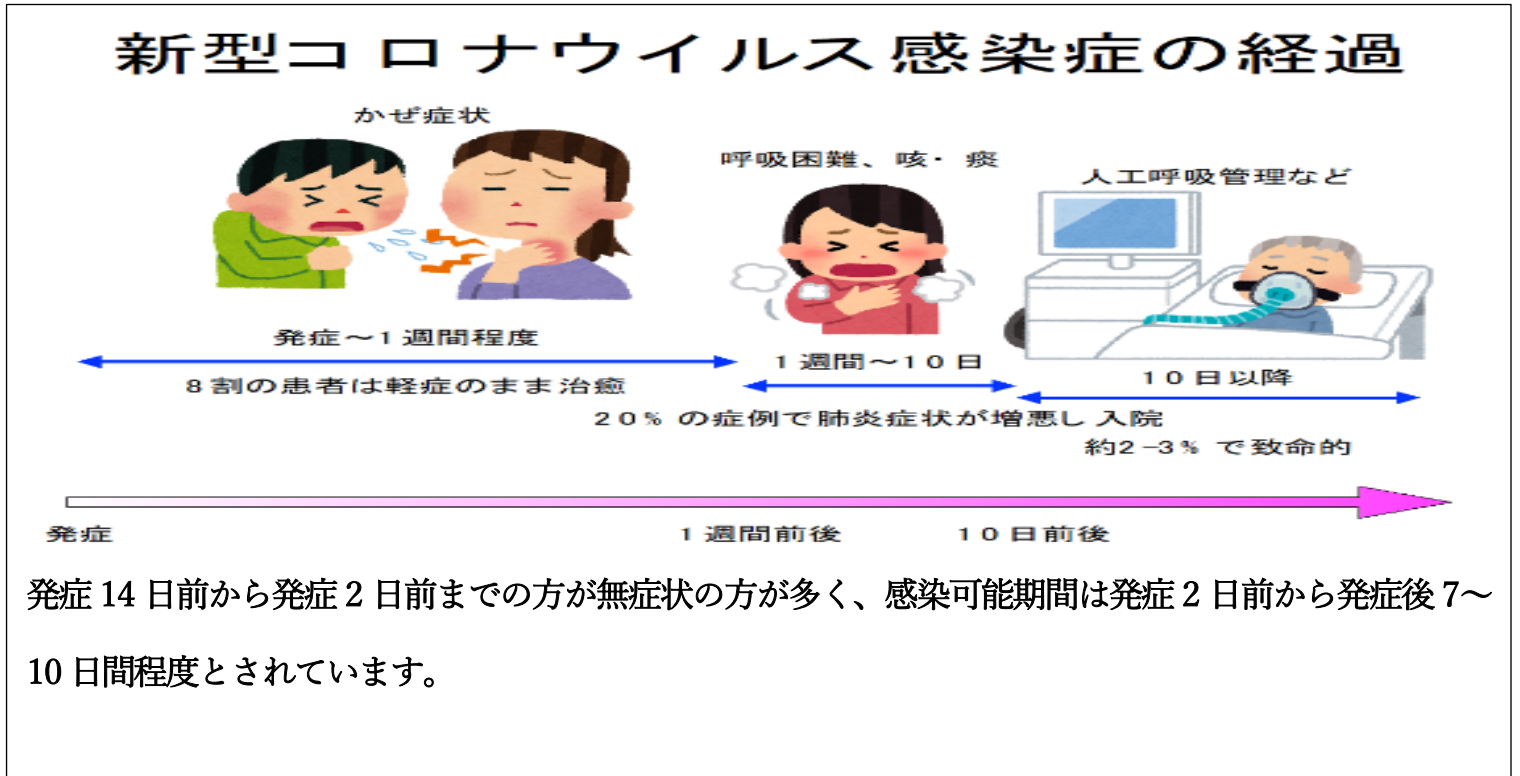 新型コロナウイルス感染症の経過
かぜ症状
呼吸困難、咳・痰
人工呼吸管理など
発症～1週間程度
1週間～10日
10日以降
8割の患者は軽症のまま治癒
20%の症例で肺炎症状が増悪し入院
約2-3%で致命的
発症
1週間前後
10日前後
発症14日前から発症2日前までの方が無症状の方が多く、感染可能期間は発症2日前から発症後7～
10日間程度とされています。